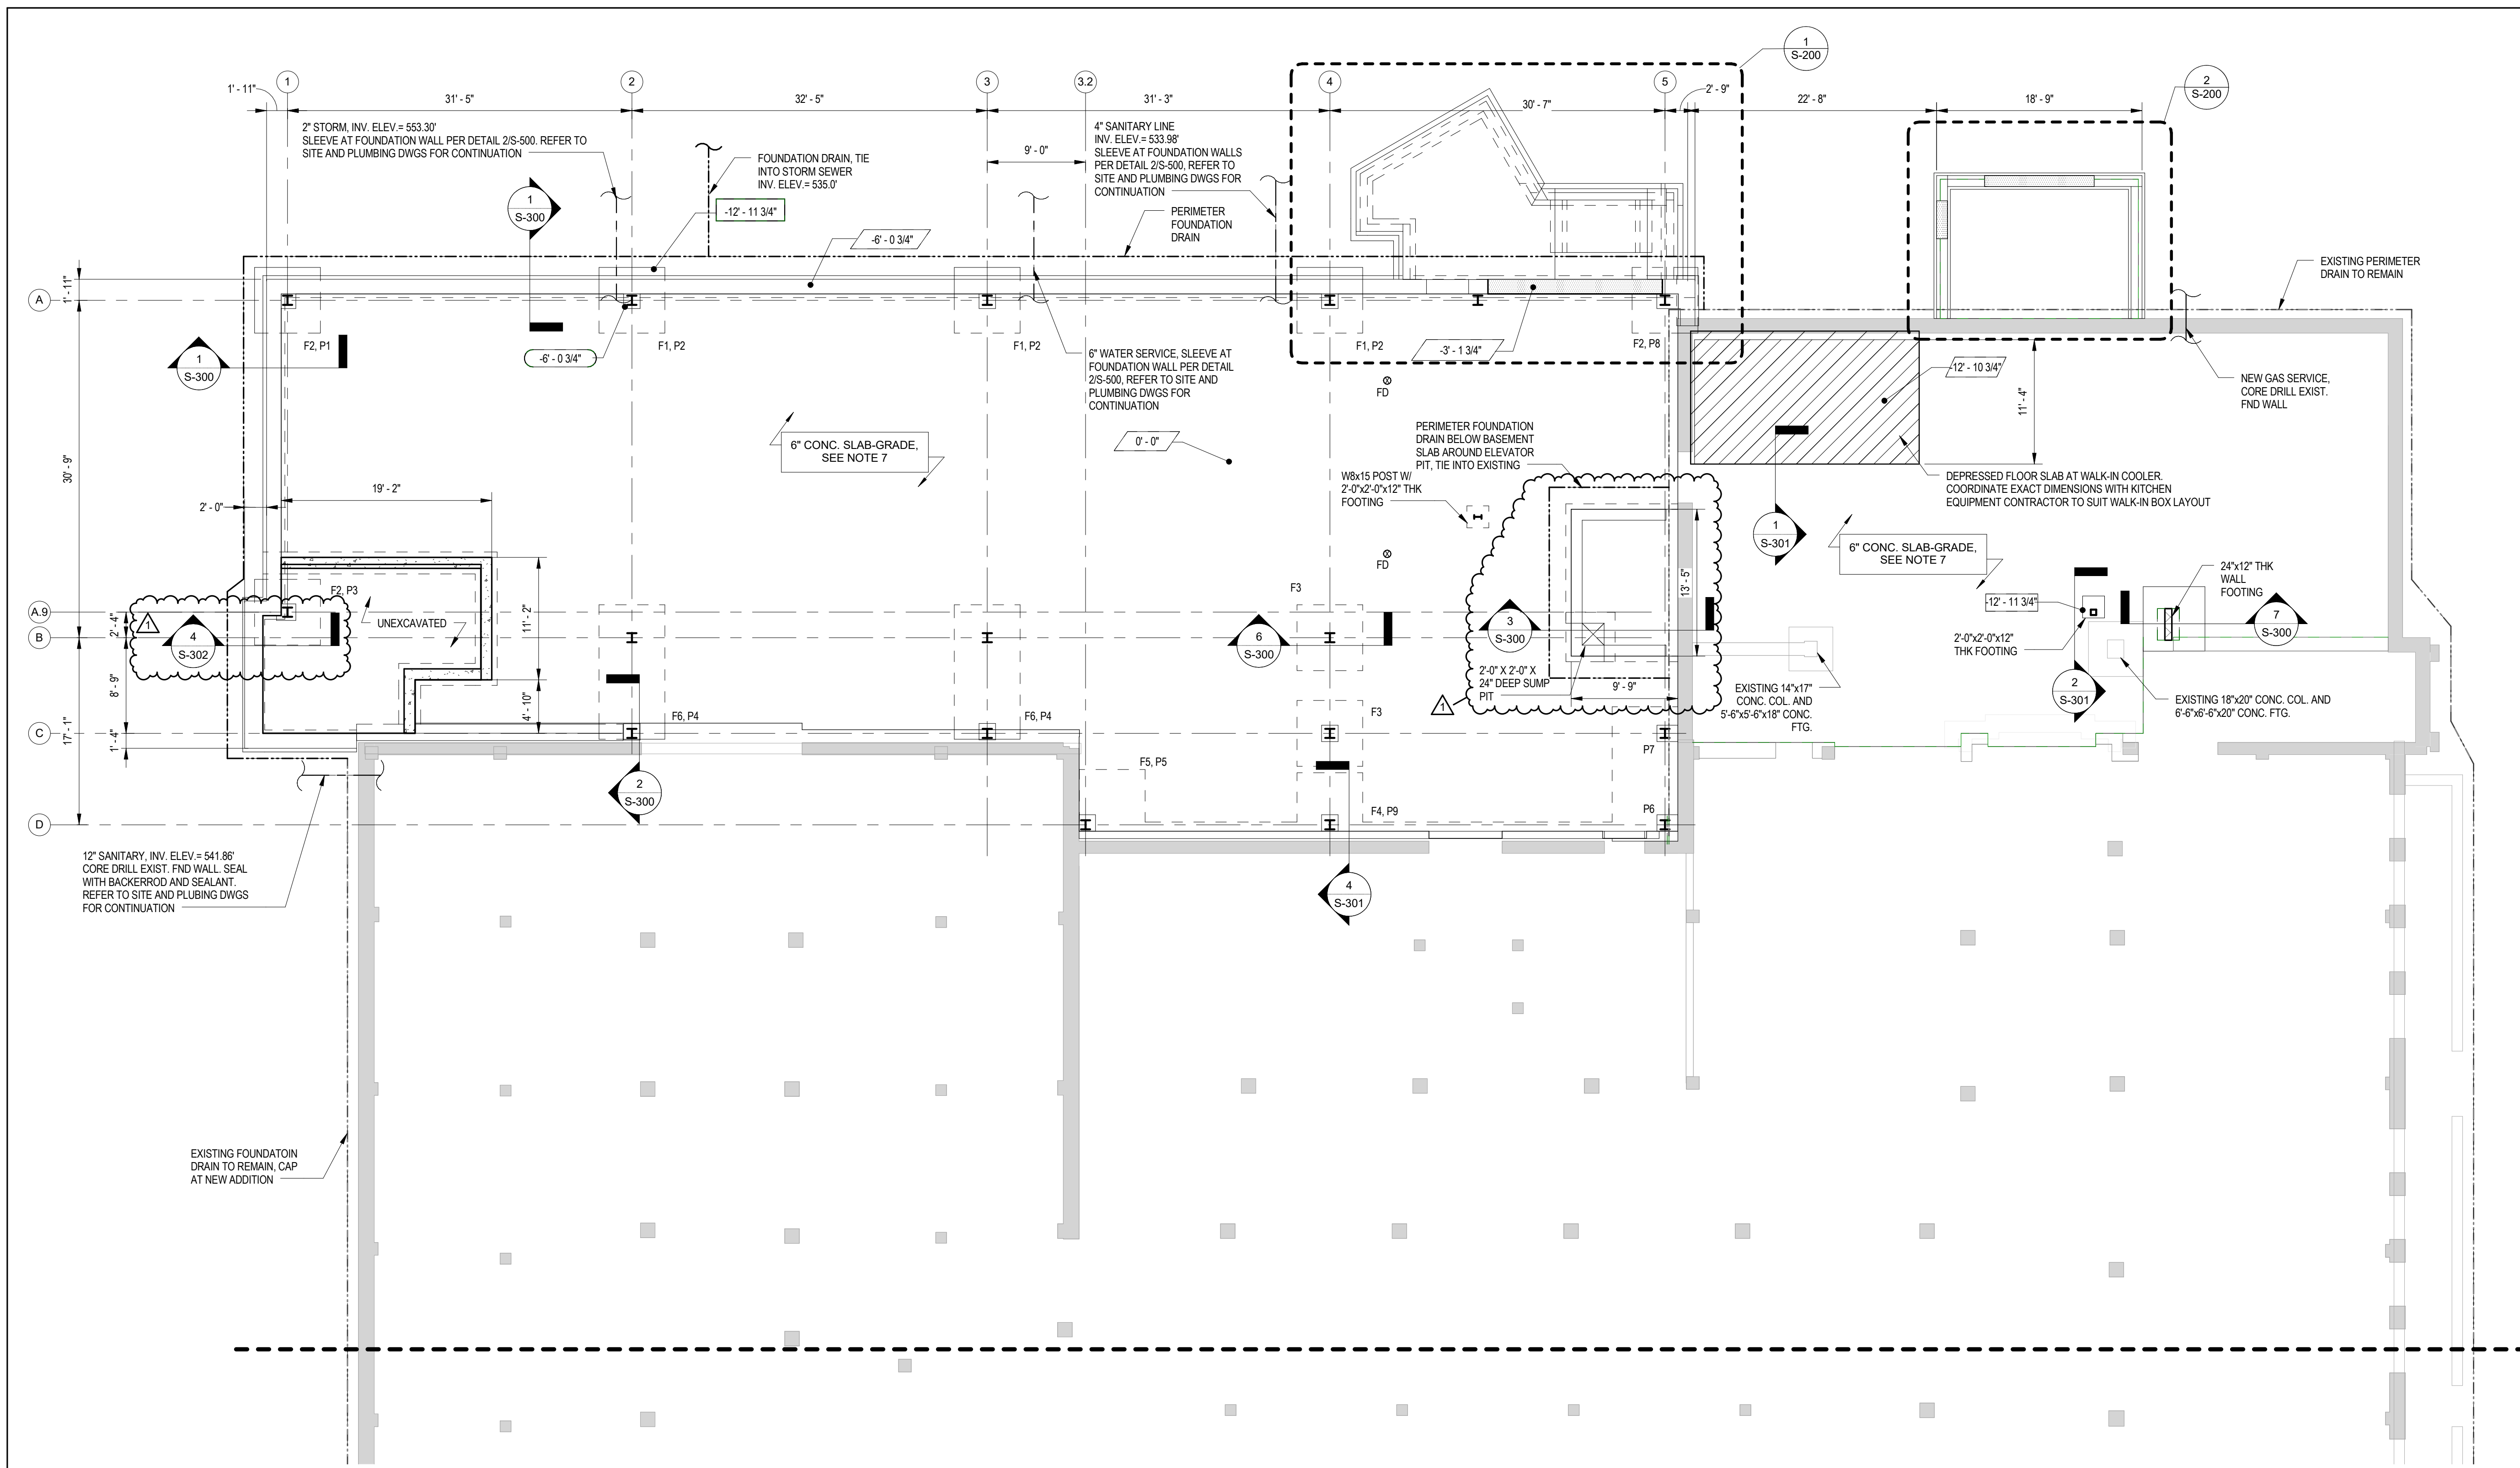 1
S-200
2
S-200
1
2
3
3.2
4
5
1' - 11"
31' - 5"
32' - 5"
31' - 3"
30' - 7"
2' - 9"
22' - 8"
18' - 9"
2" STORM, INV. ELEV.= 553.30'
SLEEVE AT FOUNDATION WALL PER DETAIL 2/S-500. REFER TO
SITE AND PLUMBING DWGS FOR CONTINUATION
FOUNDATION DRAIN, TIE
INTO STORM SEWER
INV. ELEV.= 535.0'
9' - 0"
4" SANITARY LINE
INV. ELEV.= 533.98'
SLEEVE AT FOUNDATION WALLS
PER DETAIL 2/S-500, REFER TO
SITE AND PLUMBING DWGS FOR
CONTINUATION
1
S-300
-12' - 11 3/4"
-6' - 0 3/4"
PERIMETER
FOUNDATION
DRAIN
EXISTING PERIMETER
DRAIN TO REMAIN
A
1' - 11"
F2, P1
F1, P2
F1, P2
F1, P2
F2, P8
1
S-300
-6' - 0 3/4"
6" WATER SERVICE, SLEEVE AT
FOUNDATION WALL PER DETAIL
2/S-500, REFER TO SITE AND
PLUMBING DWGS FOR
CONTINUATION
-3' - 1 3/4"
FD
-12' - 10 3/4"
11' - 4"
NEW GAS SERVICE,
CORE DRILL EXIST.
FND WALL
6" CONC. SLAB-GRADE,
SEE NOTE 7
0' - 0"
PERIMETER FOUNDATION
DRAIN BELOW BASEMENT
SLAB AROUND ELEVATOR
PIT, TIE INTO EXISTING
30' - 9"
19' - 2"
2' - 0"
W8x15 POST W/
2'-0"x2'-0"x12" THK
FOOTING
DEPRESSED FLOOR SLAB AT WALK-IN COOLER.
COORDINATE EXACT DIMENSIONS WITH KITCHEN
EQUIPMENT CONTRACTOR TO SUIT WALK-IN BOX LAYOUT
1
S-301
6" CONC. SLAB-GRADE,
SEE NOTE 7
FD
13' - 5"
24"x12" THK
WALL
FOOTING
A.9
B
2' - 4"
1
4
S-302
F2, P3
UNEXCAVATED
11' - 2"
F3
6
S-300
3
S-300
-12' - 11 3/4"
2'-0"x2'-0"x12"
THK FOOTING
7
S-300
8' - 9"
17' - 1"
4' - 10"
2'-0" X 2'-0" X
24" DEEP SUMP
PIT
9' - 9"
1
EXISTING 14"x17"
CONC. COL. AND
5'-6"x5'-6"x18" CONC.
FTG.
2
S-301
EXISTING 18"x20" CONC. COL. AND
6'-6"x6'-6"x20" CONC. FTG.
C
1' - 4"
F6, P4
F6, P4
F3
P7
F5, P5
2
S-300
D
F4, P9
P6
12" SANITARY, INV. ELEV.= 541.86'
CORE DRILL EXIST. FND WALL. SEAL
WITH BACKERROD AND SEALANT.
REFER TO SITE AND PLUBING DWGS
FOR CONTINUATION
4
S-301
EXISTING FOUNDATOIN
DRAIN TO REMAIN, CAP
AT NEW ADDITION